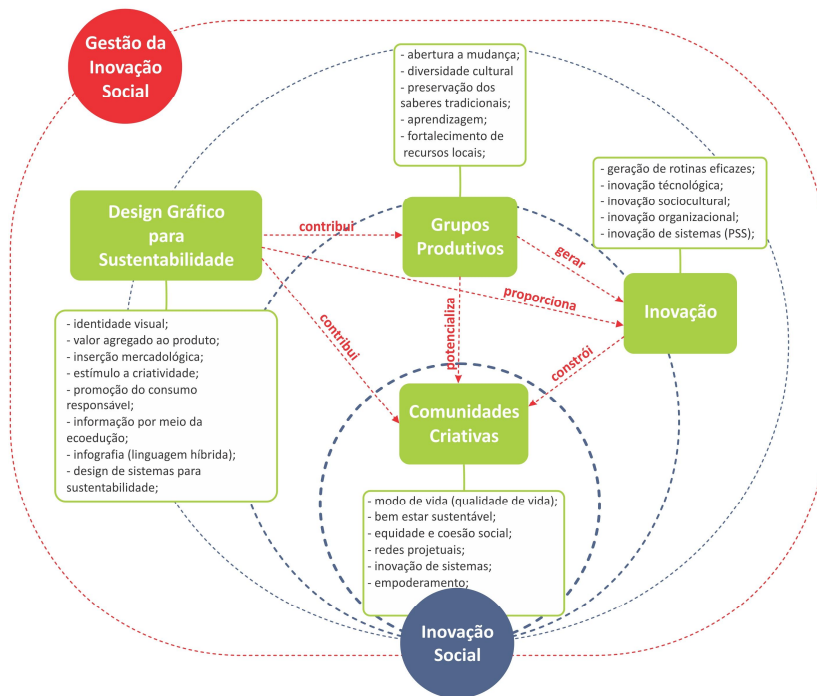 Gestão da
Inovação
Social
- abertura a mudança;
- diversidade cultural
- preservação dos
saberes tradicionais;
- aprendizagem;
- fortalecimento de
recursos locais;
- geração de rotinas eficazes;
- inovação técnológica;
- inovação sociocultural;
- inovação organizacional;
- inovação de sistemas (PSS);
Design Gráfico
para
Sustentabilidade
contribui
Grupos
Produtivos
gerar
proporciona
Inovação
contribui
potencializa
constrói
- identidade visual;
- valor agregado ao produto;
- inserção mercadológica;
- estímulo a criatividade;
- promoção do consumo
responsável;
- informação por meio da
ecoedução;
- infografia (linguagem híbrida);
- design de sistemas para
sustentabilidade;
Comunidades
Criativas
- modo de vida (qualidade de vida);
- bem estar sustentável;
- equidade e coesão social;
- redes projetuais;
- inovação de sistemas;
- empoderamento;
Inovação
Social